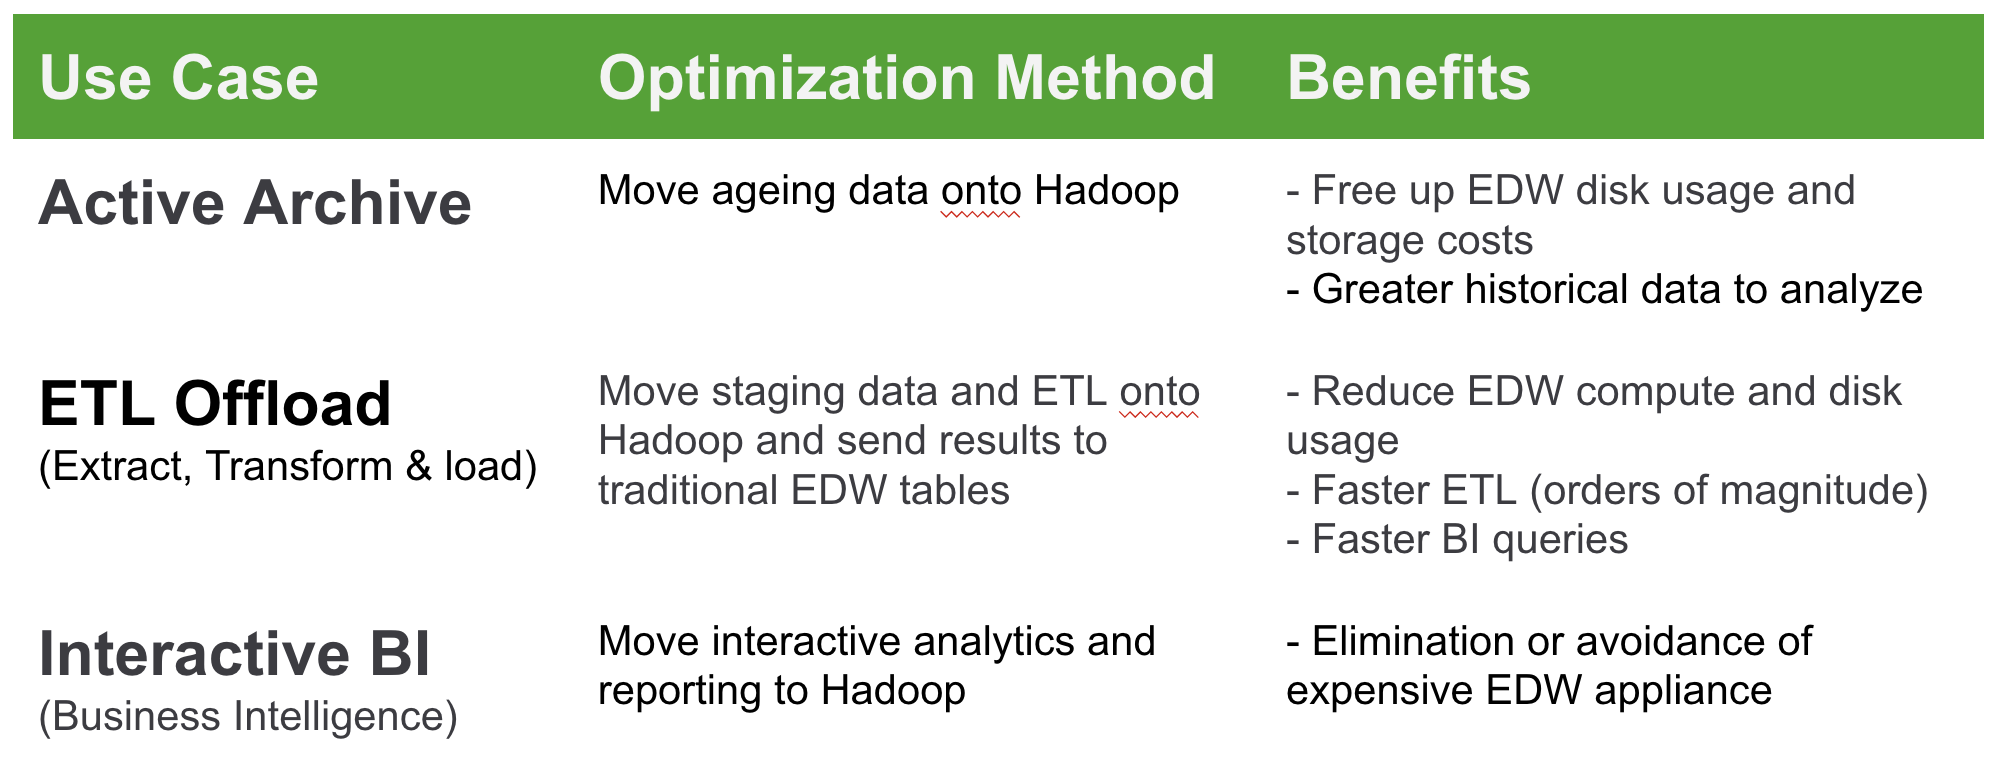 Use Case
Optimization Method
Benefits
Active Archive
Move ageing data onto Hadoop
- Free up EDW disk usage and
storage costs
- Greater historical data to analyze
ETL Offload
(Extract, Transform & load)
Move staging data and ETL onto
Hadoop and send results to
traditional EDW tables
- Reduce EDW compute and disk
usage
- Faster ETL (orders of magnitude)
- Faster BI queries
Interactive BI
(Business Intelligence)
Move interactive analytics and
reporting to Hadoop
- Elimination or avoidance of
expensive EDW appliance